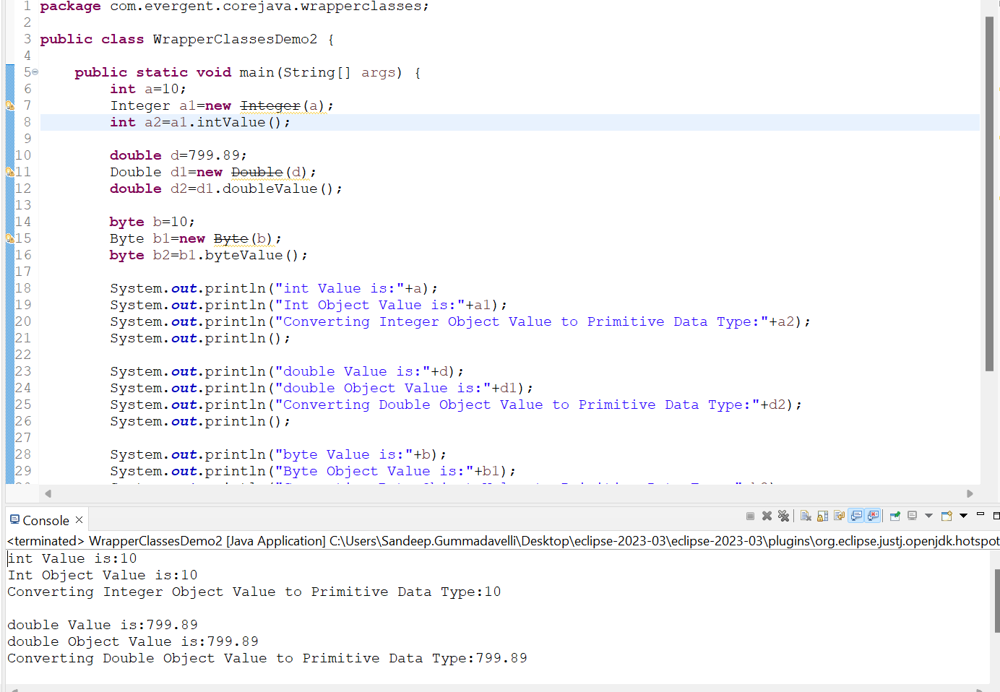 1 package com.evergent.corejava.wrapperclasses;
2
3 public class WrapperClassesDemo2 {
4
5 public static void main(String[] args) {
6 int a=10;
7 Integer a1=new Integer(a);
8 int a2=a1.intValue();
9
10 double d=799.89;
11 Double d1=new Double(d);
12 double d2=d1.doubleValue();
13
14 byte b=10;
15 Byte b1=new Byte(b);
16 byte b2=b1.byteValue();
17
18 System.out.println("int Value is:"+a);
19 System.out.println("Int Object Value is:"+a1);
20 System.out.println("Converting Integer Object Value to Primitive Data Type:"+a2);
21 System.out.println();
22
23 System.out.println("double Value is:"+d);
24 System.out.println("double Object Value is:"+d1);
25 System.out.println("Converting Double Object Value to Primitive Data Type:"+d2);
26 System.out.println();
27
28 System.out.println("byte Value is:"+b);
29 System.out.println("Byte Object Value is:"+b1);
Console
<terminated> WrapperClassesDemo2 [Java Application] C:\Users\Sandeep.Gummadavelli\Desktop\eclipse-2023-03\eclipse-2023-03\plugins\org.eclipse.justj.openjdk.hotspot
int Value is:10
Int Object Value is:10
Converting Integer Object Value to Primitive Data Type:10
double Value is:799.89
double Object Value is:799.89
Converting Double Object Value to Primitive Data Type:799.89